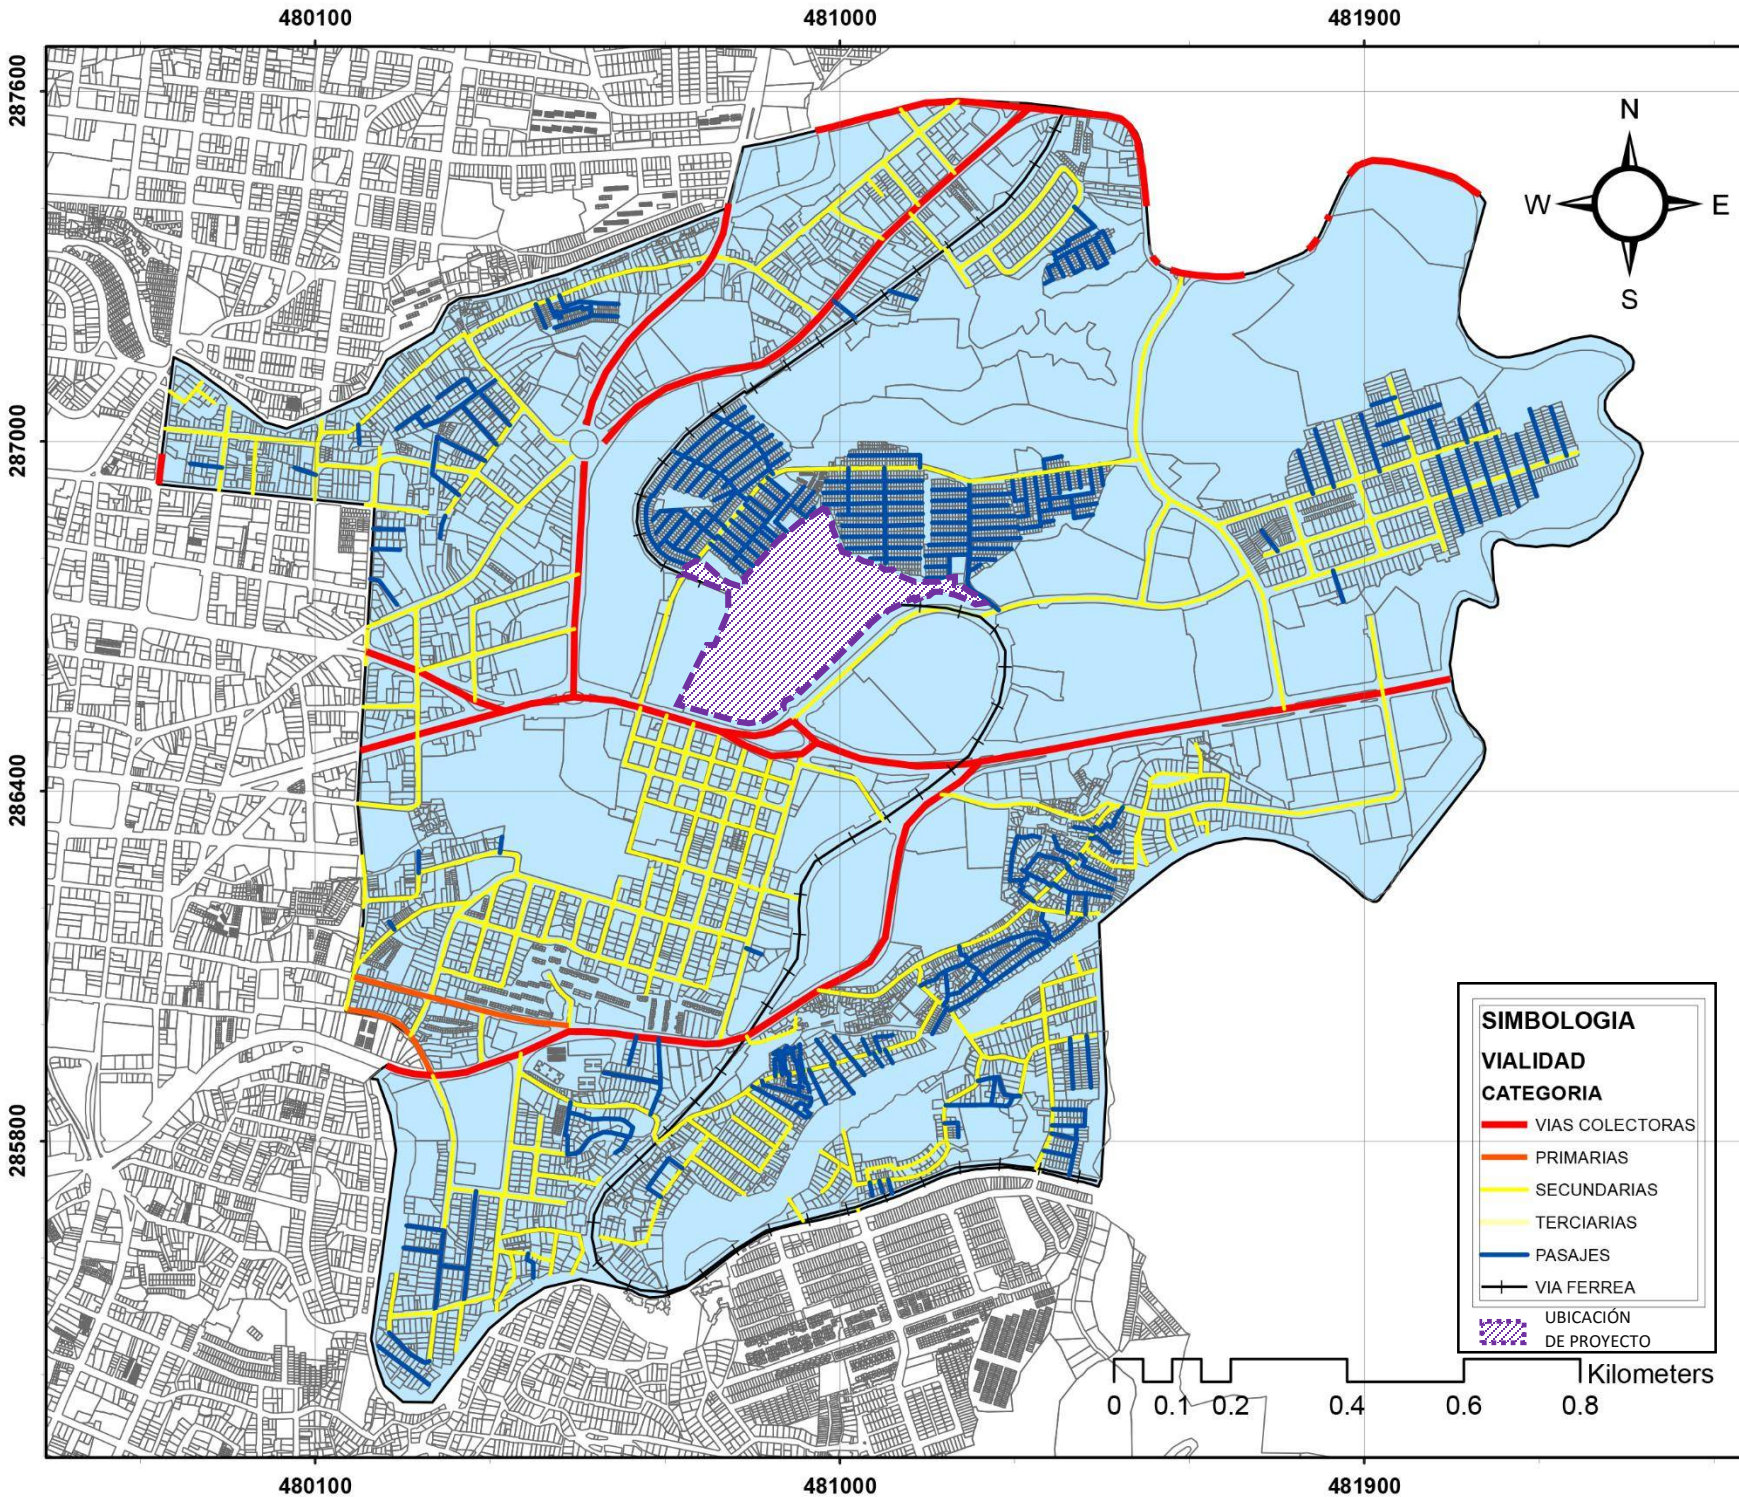 480100 481000 481900
287600
N
W E
S
287000
286400
SIMBOLOGIA
VIALIDAD
CATEGORIA
VIAS COLECTORAS
PRIMARIAS
285800
SECUNDARIAS
TERCIARIAS
PASAJES
VIA FERREA
UBICACIÓN
DE PROYECTO
Kilometers
0 0.1 0.2 0.4 0.6 0.8
480100 481000 481900